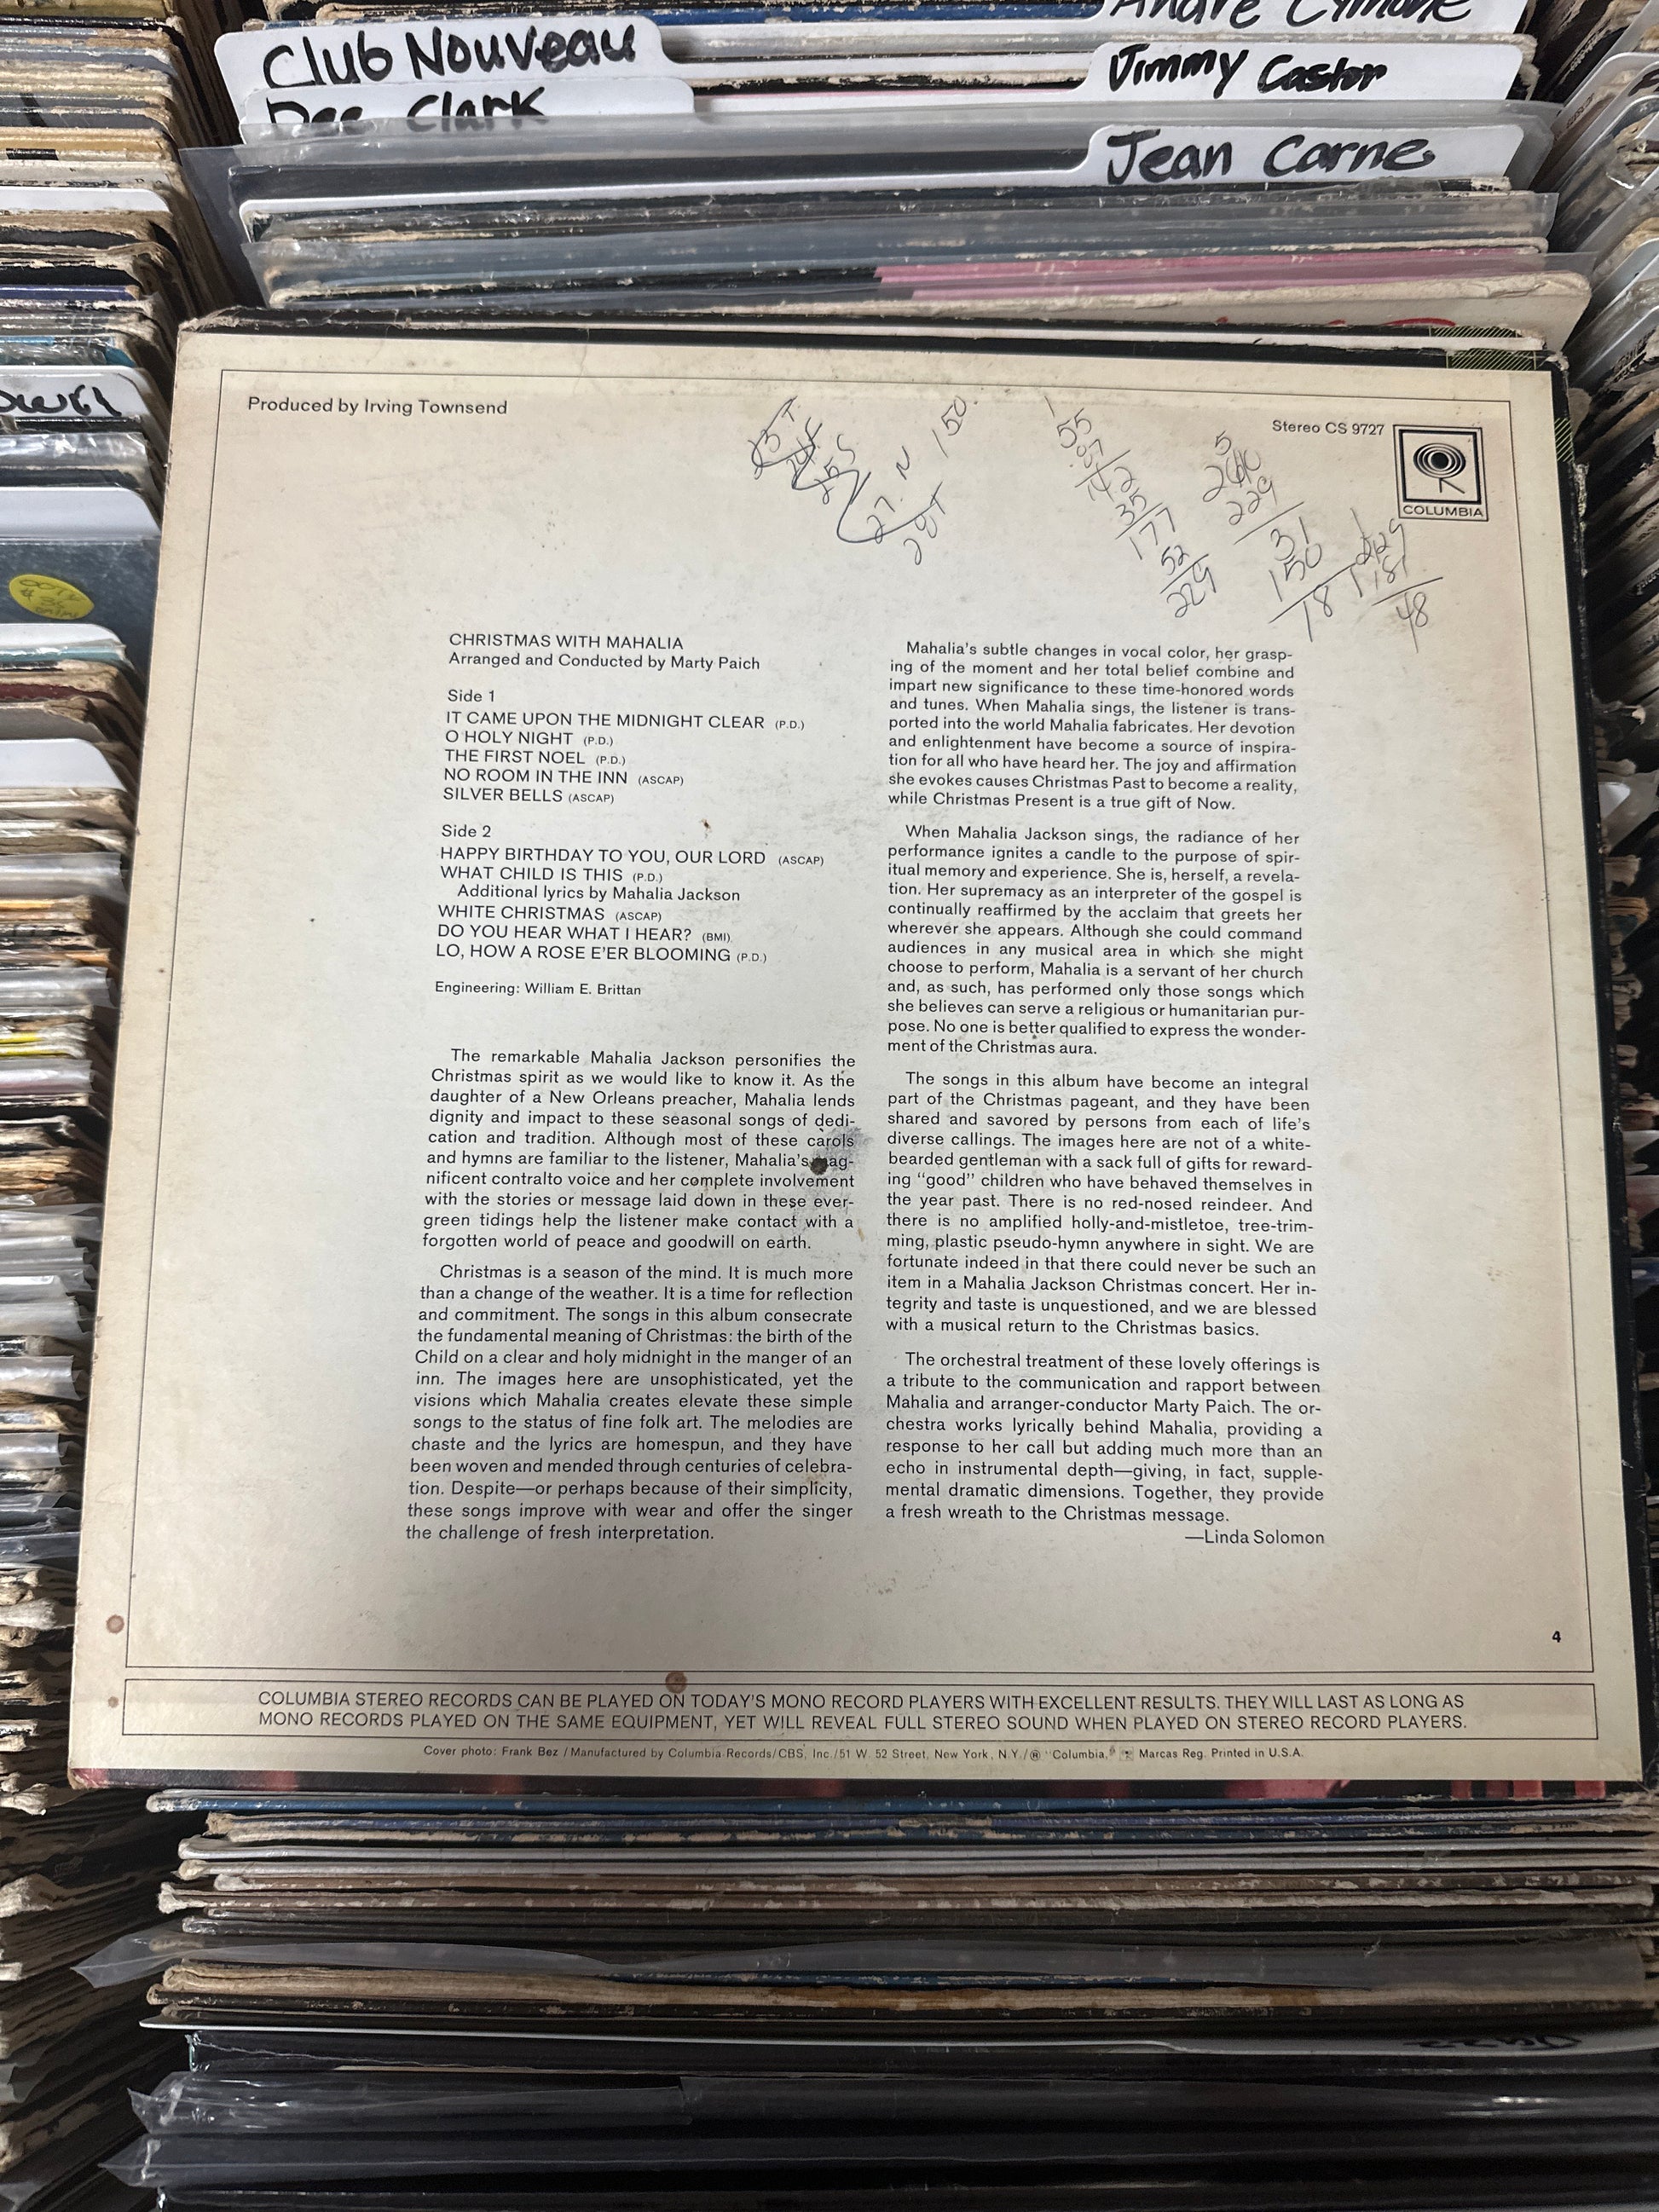 André Cymone
Club Nouveau
Jimmy Castor
Dee Clark
Jean Carne
Produced by Irving Townsend
Stereo CS 9727
COLUMBIA
27. N 150
28T
55
87
142
35
177
52
229
229
31
150
181
48
CHRISTMAS WITH MAHALIA
Arranged and Conducted by Marty Paich
Side 1
IT CAME UPON THE MIDNIGHT CLEAR (P.D.)
O HOLY NIGHT (P.D.)
THE FIRST NOEL (P.D.)
NO ROOM IN THE INN (ASCAP)
SILVER BELLS (ASCAP)
Side 2
HAPPY BIRTHDAY TO YOU, OUR LORD (ASCAP)
WHAT CHILD IS THIS (P.D.)
Additional lyrics by Mahalia Jackson
WHITE CHRISTMAS (ASCAP)
DO YOU HEAR WHAT I HEAR? (BMI)
LO, HOW A ROSE E'ER BLOOMING (P.D.)
Engineering: William E. Brittan
The remarkable Mahalia Jackson personifies the
Christmas spirit as we would like to know it. As the
daughter of a New Orleans preacher, Mahalia lends
dignity and impact to these seasonal songs of dedi-
cation and tradition. Although most of these carols
and hymns are familiar to the listener, Mahalia's mag-
nificent contralto voice and her complete involvement
with the stories or message laid down in these ever-
green tidings help the listener make contact with a
forgotten world of peace and goodwill on earth.
Christmas is a season of the mind. It is much more
than a change of the weather. It is a time for reflection
and commitment. The songs in this album consecrate
the fundamental meaning of Christmas: the birth of the
Child on a clear and holy midnight in the manger of an
inn. The images here are unsophisticated, yet the
visions which Mahalia creates elevate these simple
songs to the status of fine folk art. The melodies are
chaste and the lyrics are homespun, and they have
been woven and mended through centuries of celebra-
tion. Despite—or perhaps because of their simplicity,
these songs improve with wear and offer the singer
the challenge of fresh interpretation.
Mahalia's subtle changes in vocal color, her grasp-
ing of the moment and her total belief combine and
impart new significance to these time-honored words
and tunes. When Mahalia sings, the listener is trans-
ported into the world Mahalia fabricates. Her devotion
and enlightenment have become a source of inspira-
tion for all who have heard her. The joy and affirmation
she evokes causes Christmas Past to become a reality,
while Christmas Present is a true gift of Now.
When Mahalia Jackson sings, the radiance of her
performance ignites a candle to the purpose of spir-
itual memory and experience. She is, herself, a revela-
tion. Her supremacy as an interpreter of the gospel is
continually reaffirmed by the acclaim that greets her
wherever she appears. Although she could command
audiences in any musical area in which she might
choose to perform, Mahalia is a servant of her church
and, as such, has performed only those songs which
she believes can serve a religious or humanitarian pur-
pose. No one is better qualified to express the wonder-
ment of the Christmas aura.
The songs in this album have become an integral
part of the Christmas pageant, and they have been
shared and savored by persons from each of life's
diverse callings. The images here are not of a white-
bearded gentleman with a sack full of gifts for reward-
ing "good" children who have behaved themselves in
the year past. There is no red-nosed reindeer. And
there is no amplified holly-and-mistletoe, tree-trim-
ming, plastic pseudo-hymn anywhere in sight. We are
fortunate indeed in that there could never be such an
item in a Mahalia Jackson Christmas concert. Her in-
tegrity and taste is unquestioned, and we are blessed
with a musical return to the Christmas basics.
The orchestral treatment of these lovely offerings is
a tribute to the communication and rapport between
Mahalia and arranger-conductor Marty Paich. The or-
chestra works lyrically behind Mahalia, providing a
response to her call but adding much more than an
echo in instrumental depth—giving, in fact, supple-
mental dramatic dimensions. Together, they provide
a fresh wreath to the Christmas message.
—Linda Solomon
4
COLUMBIA STEREO RECORDS CAN BE PLAYED ON TODAY'S MONO RECORD PLAYERS WITH EXCELLENT RESULTS. THEY WILL LAST AS LONG AS
MONO RECORDS PLAYED ON THE SAME EQUIPMENT, YET WILL REVEAL FULL STEREO SOUND WHEN PLAYED ON STEREO RECORD PLAYERS.
Cover photo: Frank Bez / Manufactured by Columbia Records/CBS, Inc./51 W. 52 Street, New York, N.Y./® "Columbia," Marcas Reg. Printed in U.S.A.